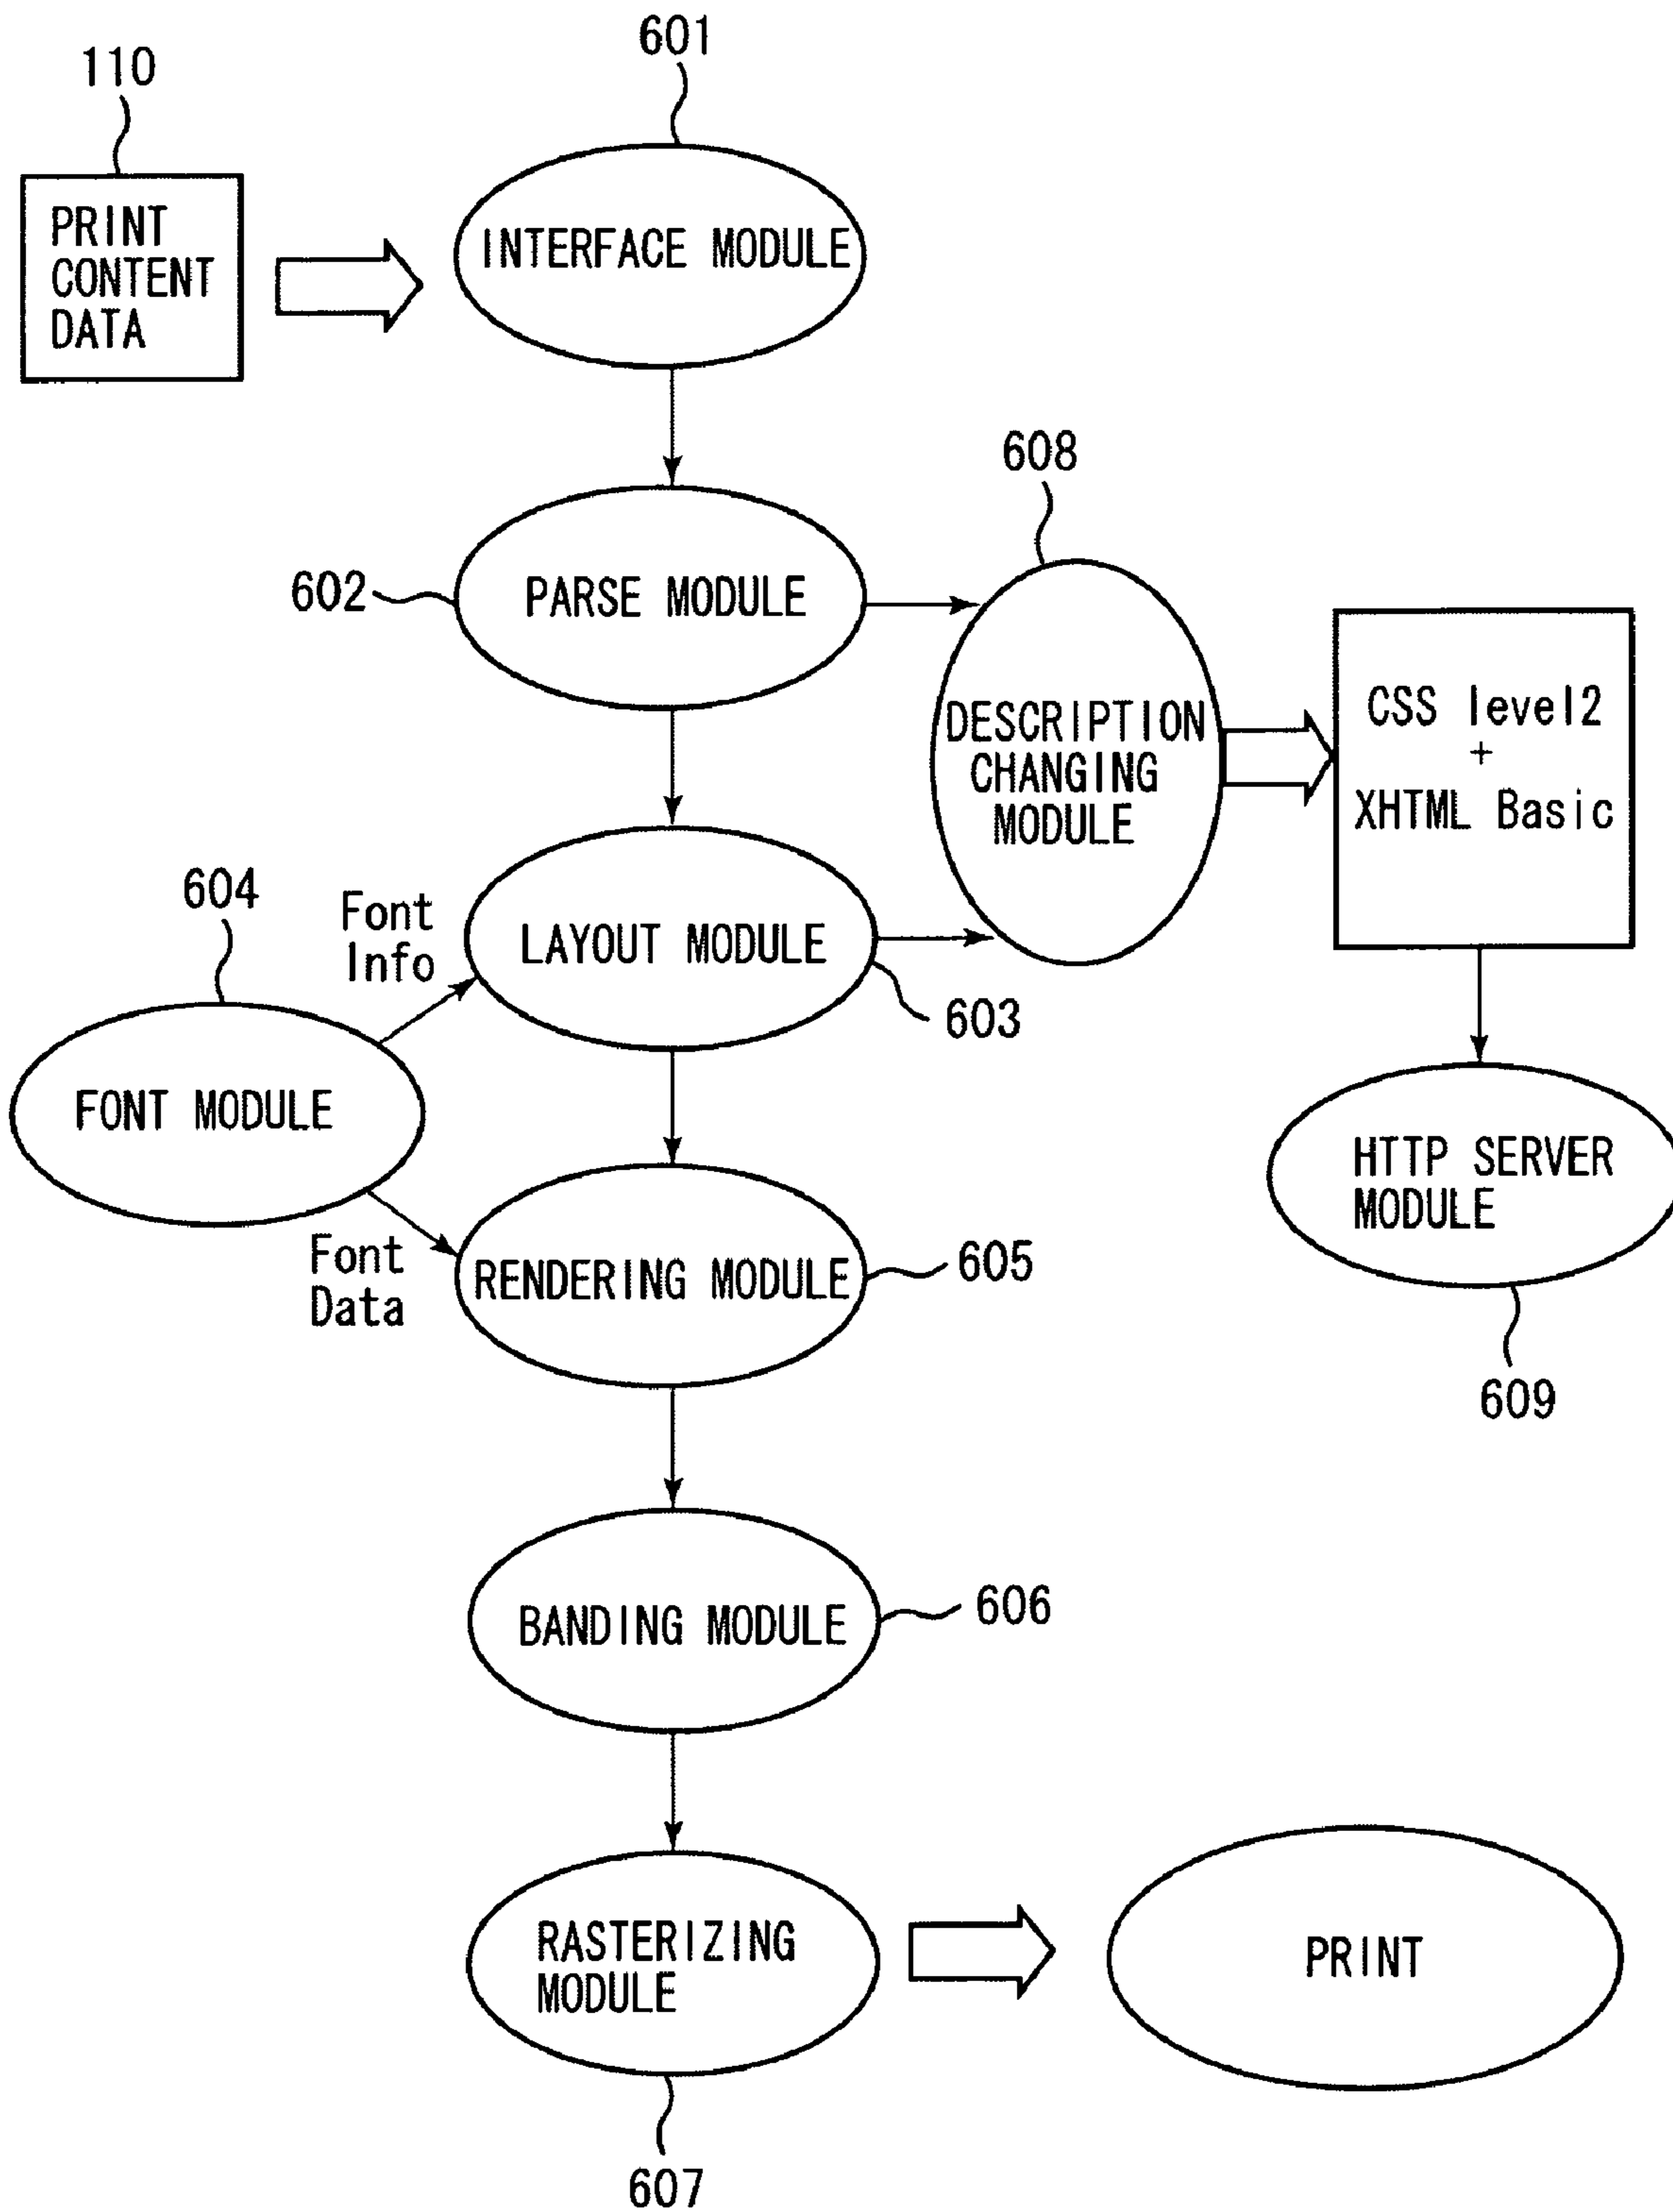 601
110
PRINT
CONTENT
DATA
INTERFACE MODULE
608
602
PARSE MODULE
DESCRIPTION
CHANGING
MODULE
CSS level2
+
XHTML Basic
604
Font
Info
LAYOUT MODULE
603
FONT MODULE
HTTP SERVER
MODULE
Font
Data
RENDERING MODULE
605
609
BANDING MODULE
606
RASTERIZING
MODULE
PRINT
607